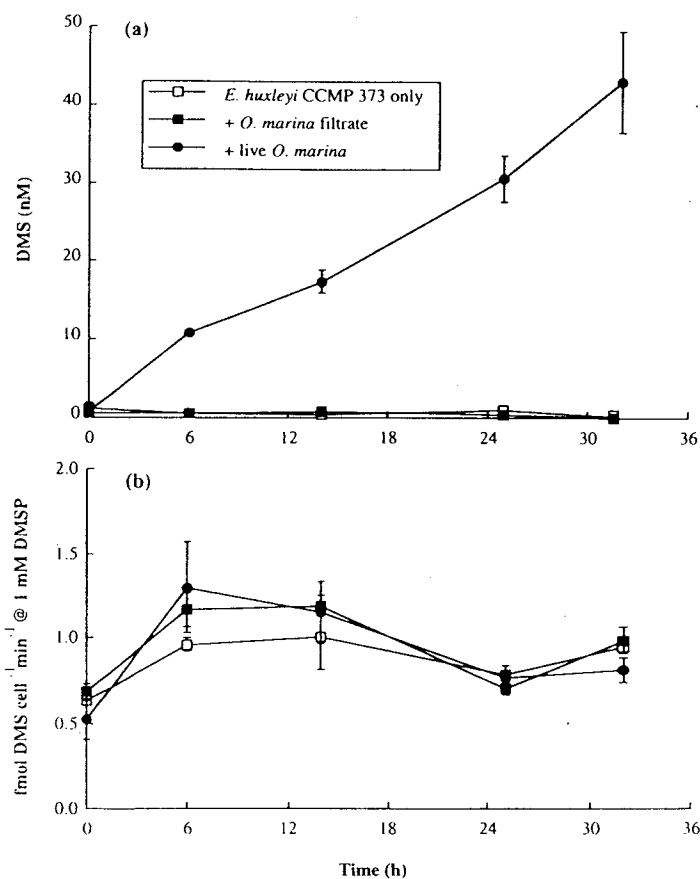 (a)
50
40
30
20
10
0
DMS (nM)
E. huxleyi CCMP 373 only
+ O. marina filtrate
+ live O. marina
0 6 12 18 24 30 36
(b)
2.0
1.5
1.0
0.5
0.0
fmol DMS cell⁻¹ min⁻¹ @ 1 mM DMSP
0 6 12 18 24 30 36
Time (h)